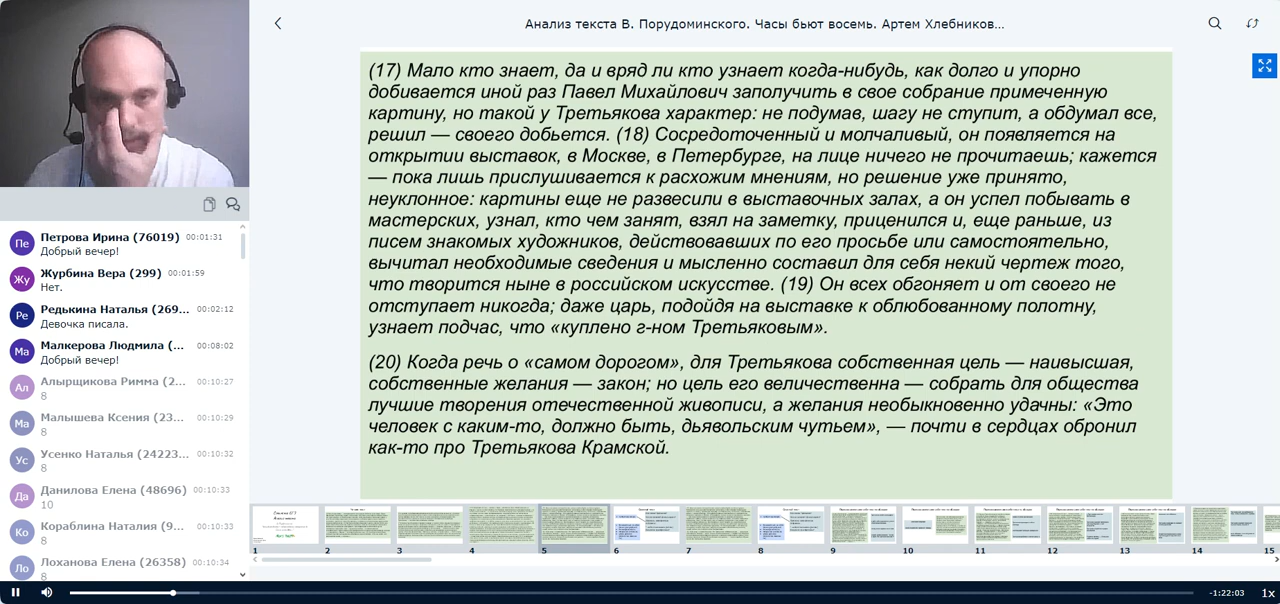 Анализ текста В. Порудоминского. Часы бьют восемь. Артем Хлебников...
(17) Мало кто знает, да и вряд ли кто узнает когда-нибудь, как долго и упорно
добивается иной раз Павел Михайлович заполучить в свое собрание примеченную
картину, но такой у Третьякова характер: не подумав, шагу не ступит, а обдумал все,
решил — своего добьется. (18) Сосредоточенный и молчаливый, он появляется на
открытии выставок, в Москве, в Петербурге, на лице ничего не прочитаешь; кажется
— пока лишь прислушивается к расхожим мнениям, но решение уже принято,
неуклонное: картины еще не развесили в выставочных залах, а он успел побывать в
мастерских, узнал, кто чем занят, взял на заметку, приценился и, еще раньше, из
писем знакомых художников, действовавших по его просьбе или самостоятельно,
вычитал необходимые сведения и мысленно составил для себя некий чертеж того,
что творится ныне в российском искусстве. (19) Он всех обгоняет и от своего не
отступает никогда; даже царь, подойдя на выставке к облюбованному полотну,
узнает подчас, что «куплено г-ном Третьяковым».
(20) Когда речь о «самом дорогом», для Третьякова собственная цель — наивысшая,
собственные желания — закон; но цель его величественна — собрать для общества
лучшие творения отечественной живописи, а желания необыкновенно удачны: «Это
человек с каким-то, должно быть, дьявольским чутьем», — почти в сердцах обронил
как-то про Третьякова Крамской.
Пе Петрова Ирина (76019) 00:01:31
Добрый вечер!
Жу Журбина Вера (299) 00:01:59
Нет.
Ре Редькина Наталья (269... 00:02:12
Девочка писала.
Ма Малкерова Людмила (... 00:08:02
Добрый вечер!
Ал Алырщикова Римма (2... 00:10:27
8
Ма Малышева Ксения (23... 00:10:29
8
Ус Усенко Наталья (24223... 00:10:32
8
Да Данилова Елена (48696) 00:10:33
10
Ко Кораблина Наталия (9... 00:10:33
8
Ло Лоханова Елена (26358) 00:10:34
8
1 2 3 4 5 6 7 8 9 10 11 12 13 14 15
-1:22:03 1x